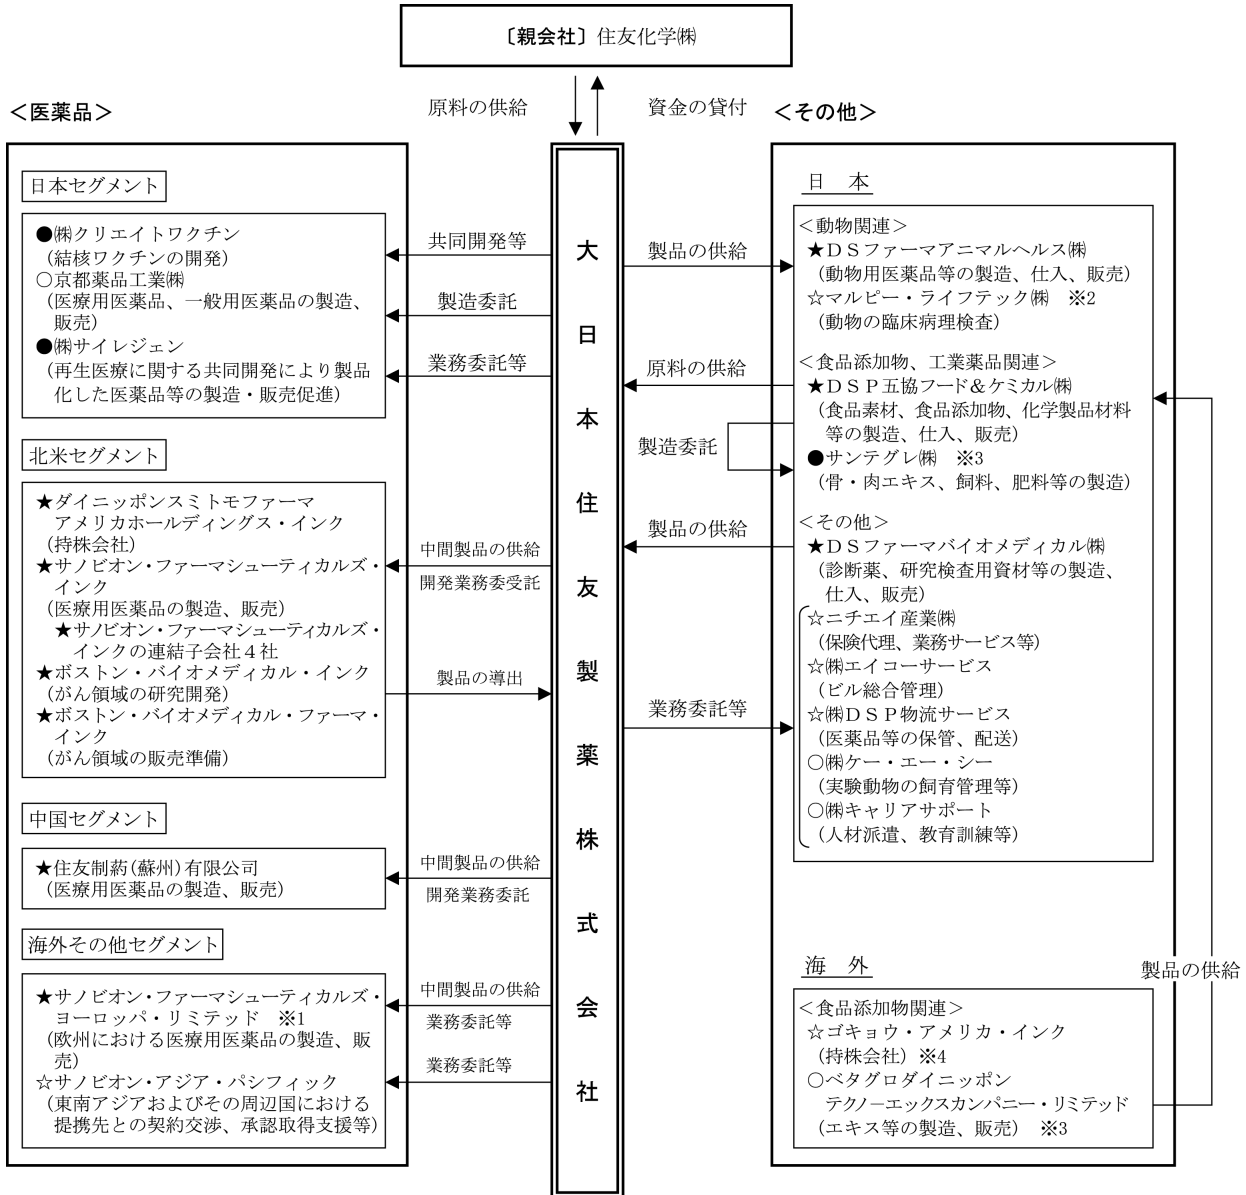 〔親会社〕住友化学㈱
原料の供給
資金の貸付
＜医薬品＞
日本セグメント
●㈱クリエイトワクチン
（結核ワクチンの開発）
○京都薬品工業㈱
（医療用医薬品、一般用医薬品の製造、
販売）
●㈱サイレジェン
（再生医療に関する共同開発により製品
化した医薬品等の製造・販売促進）
北米セグメント
★ダイニッポンスミトモファーマ
アメリカホールディングス・インク
（持株会社）
★サノビオン・ファーマシューティカルズ・
インク
（医療用医薬品の製造、販売）
★サノビオン・ファーマシューティカルズ・
インクの連結子会社４社
★ボストン・バイオメディカル・インク
（がん領域の研究開発）
★ボストン・バイオメディカル・ファーマ・
インク
（がん領域の販売準備）
中国セグメント
★住友制葯(蘇州)有限公司
（医療用医薬品の製造、販売）
海外その他セグメント
★サノビオン・ファーマシューティカルズ・
ヨーロッパ・リミテッド　※1
（欧州における医療用医薬品の製造、販
売）
☆サノビオン・アジア・パシフィック
（東南アジアおよびその周辺国における
提携先との契約交渉、承認取得支援等）
共同開発等
製造委託
業務委託等
中間製品の供給
開発業務委受託
製品の導出
中間製品の供給
開発業務委託
中間製品の供給
業務委託等
業務委託等
大
日
本
住
友
製
薬
株
式
会
社
製品の供給
原料の供給
製造委託
製品の供給
業務委託等
＜その他＞
日　本
＜動物関連＞
★ＤＳファーマアニマルヘルス㈱
（動物用医薬品等の製造、仕入、販売）
☆マルピー・ライフテック㈱　※2
（動物の臨床病理検査）
＜食品添加物、工業薬品関連＞
★ＤＳＰ五協フード＆ケミカル㈱
（食品素材、食品添加物、化学製品材料
等の製造、仕入、販売）
●サンテグレ㈱　※3
（骨・肉エキス、飼料、肥料等の製造）
＜その他＞
★ＤＳファーマバイオメディカル㈱
（診断薬、研究検査用資材等の製造、
仕入、販売）
☆ニチエイ産業㈱
（保険代理、業務サービス等）
☆㈱エイコーサービス
（ビル総合管理）
☆㈱ＤＳＰ物流サービス
（医薬品等の保管、配送）
○㈱ケー・エー・シー
（実験動物の飼育管理等）
○㈱キャリアサポート
（人材派遣、教育訓練等）
海　外
＜食品添加物関連＞
☆ゴキョウ・アメリカ・インク
（持株会社）※4
○ベタグロダイニッポン
テクノ－エックスカンパニー・リミテッド
（エキス等の製造、販売）　※3
製品の供給